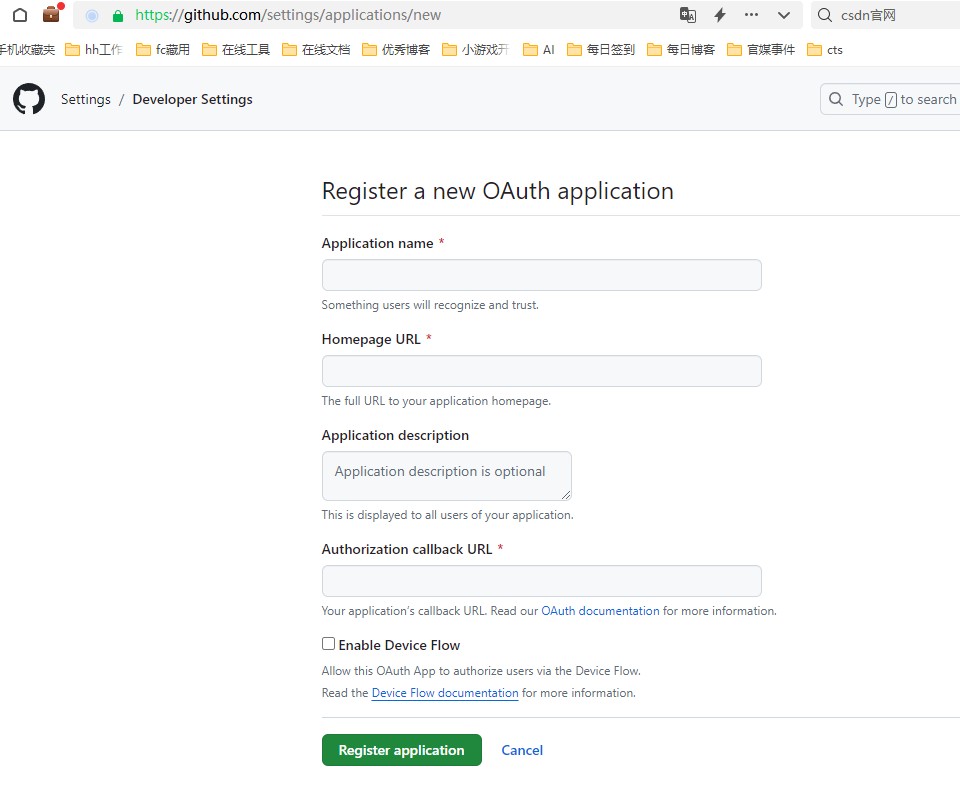 https://github.com/settings/applications/new
csdn官网
手机收藏夹 hh工作 fc藏用 在线工具 在线文档 优秀博客 小游戏开 AI 每日签到 每日博客 官媒事件 cts
Settings / Developer Settings
Type / to search
Register a new OAuth application
Application name *
Something users will recognize and trust.
Homepage URL *
The full URL to your application homepage.
Application description
Application description is optional
This is displayed to all users of your application.
Authorization callback URL *
Your application's callback URL. Read our OAuth documentation for more information.
Enable Device Flow
Allow this OAuth App to authorize users via the Device Flow.
Read the Device Flow documentation for more information.
Register application Cancel